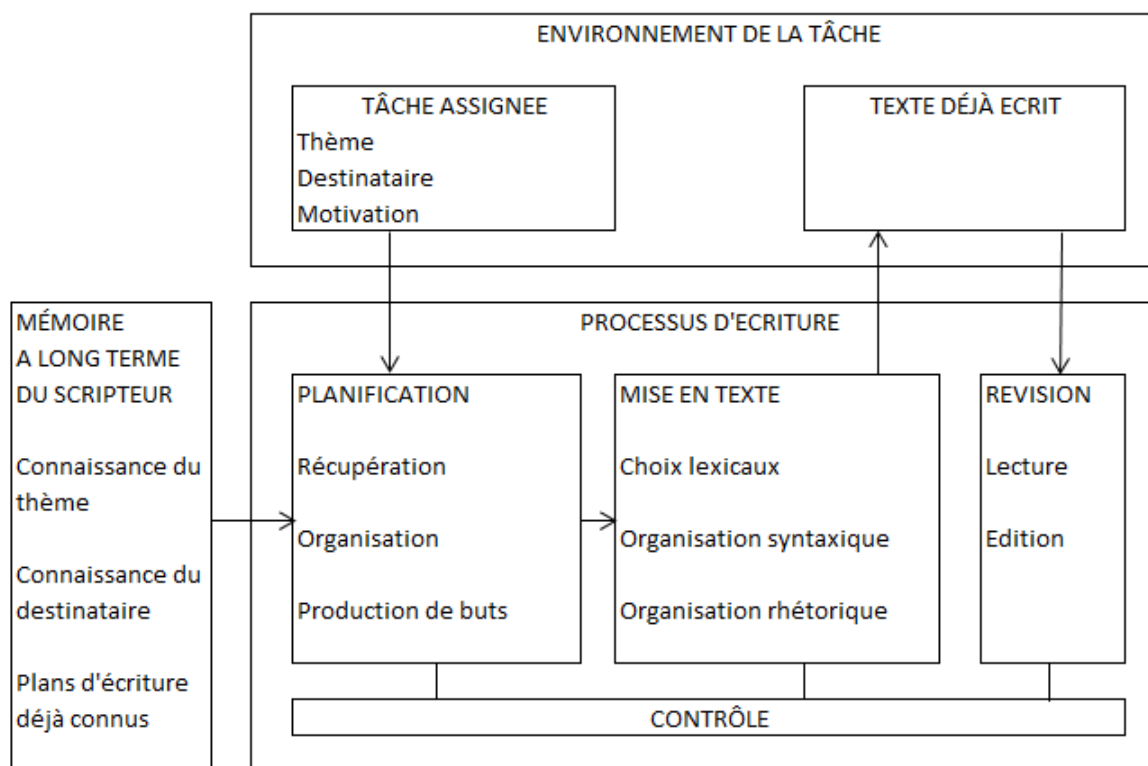 ENVIRONNEMENT DE LA TÂCHE
TÂCHE ASSIGNEE
Thème
Destinataire
Motivation
TEXTE DÉJÀ ECRIT
MÉMOIRE
A LONG TERME
DU SCRIPTEUR
Connaissance du
thème
Connaissance du
destinataire
Plans d'écriture
déjà connus
PROCESSUS D'ECRITURE
PLANIFICATION
Récupération
Organisation
Production de buts
MISE EN TEXTE
Choix lexicaux
Organisation syntaxique
Organisation rhétorique
REVISION
Lecture
Edition
CONTRÔLE